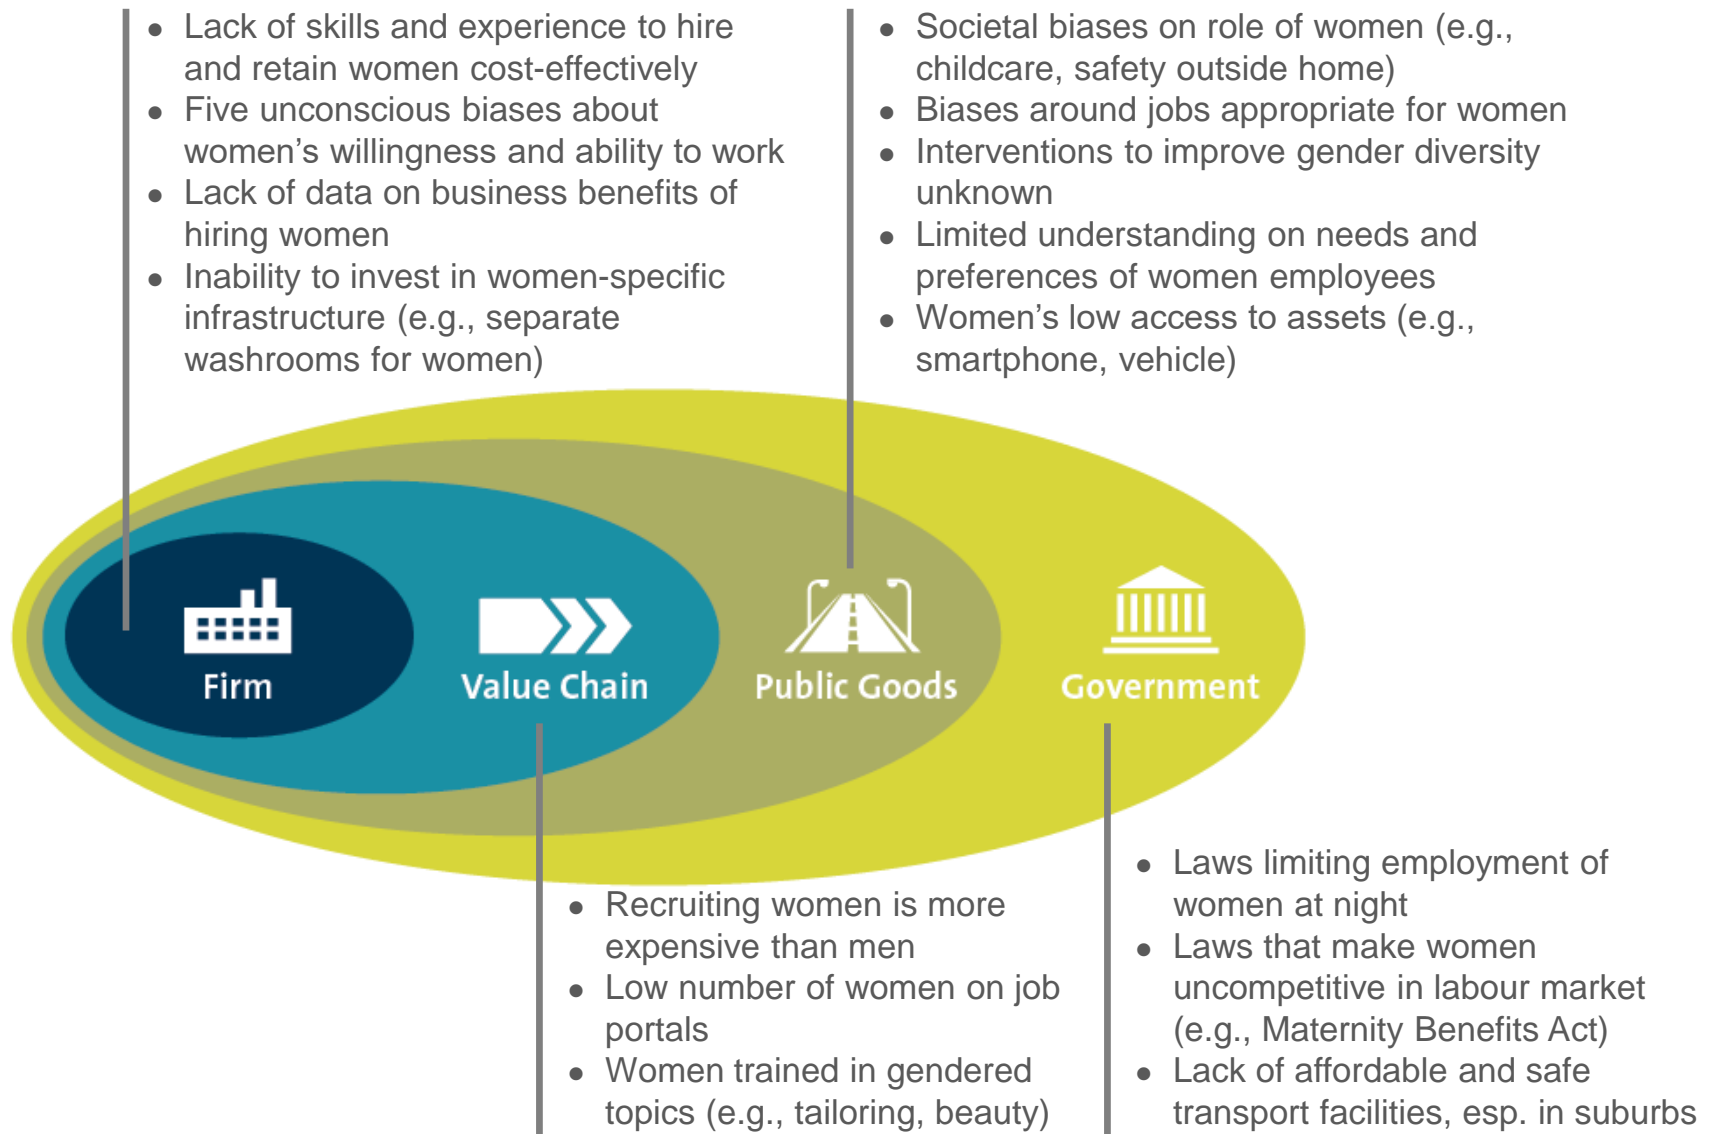 ● Lack of skills and experience to hire
and retain women cost-effectively
● Five unconscious biases about
women’s willingness and ability to work
● Lack of data on business benefits of
hiring women
● Inability to invest in women-specific
infrastructure (e.g., separate
washrooms for women)
● Societal biases on role of women (e.g.,
childcare, safety outside home)
● Biases around jobs appropriate for women
● Interventions to improve gender diversity
unknown
● Limited understanding on needs and
preferences of women employees
● Women’s low access to assets (e.g.,
smartphone, vehicle)
Firm
Value Chain
Public Goods
Government
● Recruiting women is more
expensive than men
● Low number of women on job
portals
● Women trained in gendered
topics (e.g., tailoring, beauty)
● Laws limiting employment of
women at night
● Laws that make women
uncompetitive in labour market
(e.g., Maternity Benefits Act)
● Lack of affordable and safe
transport facilities, esp. in suburbs